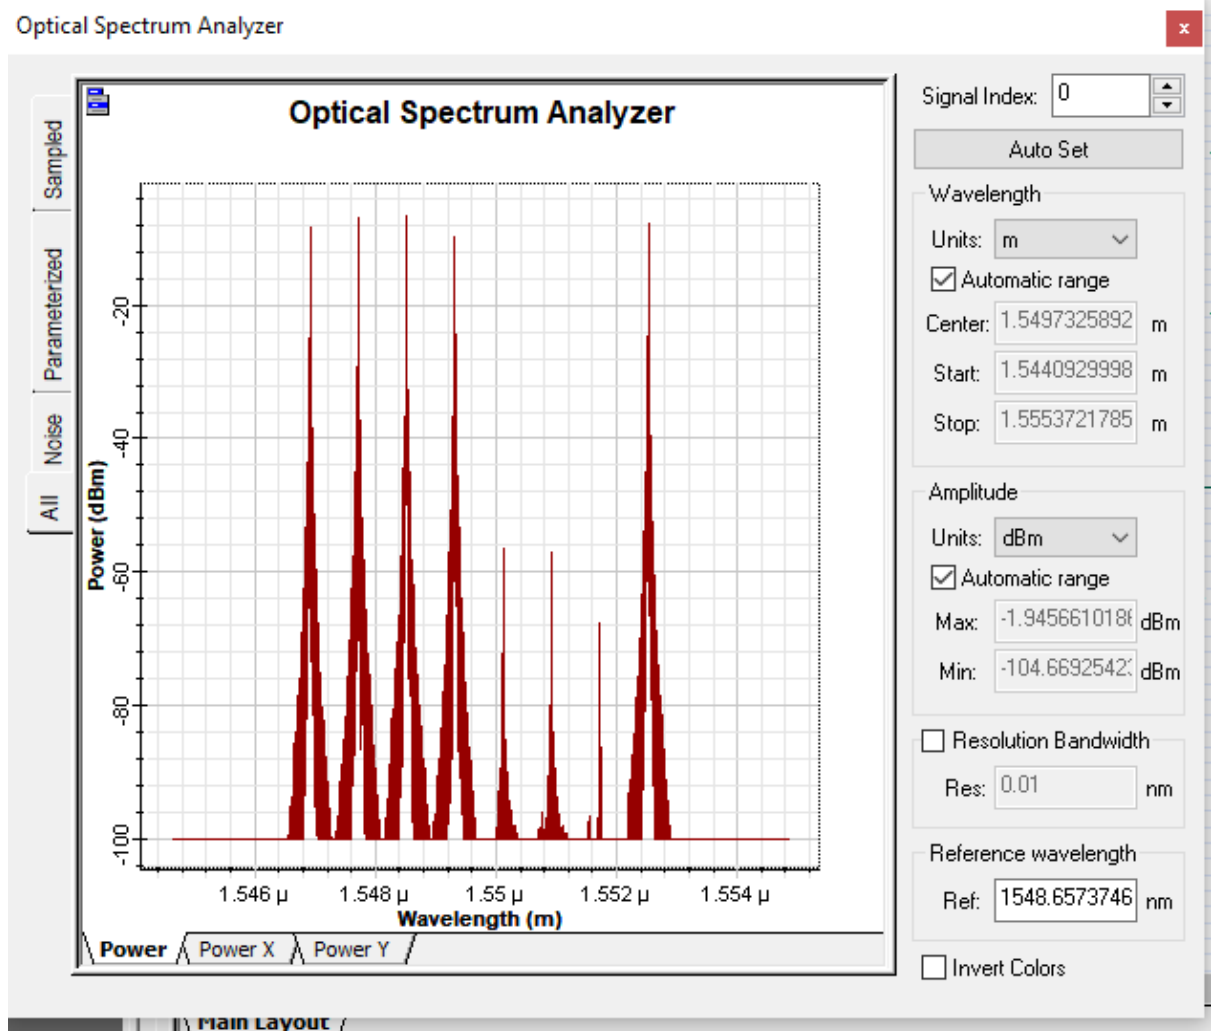 Optical Spectrum Analyzer
x
Sampled
Parameterized
Noise
All
Optical Spectrum Analyzer
Power (dBm)
-20
-40
-60
-80
-100
1.546 µ 1.548 µ 1.55 µ 1.552 µ 1.554 µ
Wavelength (m)
Power Power X Power Y
Signal Index: 0
Auto Set
Wavelength
Units: m
Automatic range
Center: 1.5497325892 m
Start: 1.5440929998 m
Stop: 1.5553721785 m
Amplitude
Units: dBm
Automatic range
Max: -1.945661018 dBm
Min: -104.66925423 dBm
Resolution Bandwidth
Res: 0.01 nm
Reference wavelength
Ref: 1548.6573746 nm
Invert Colors
Main Layout